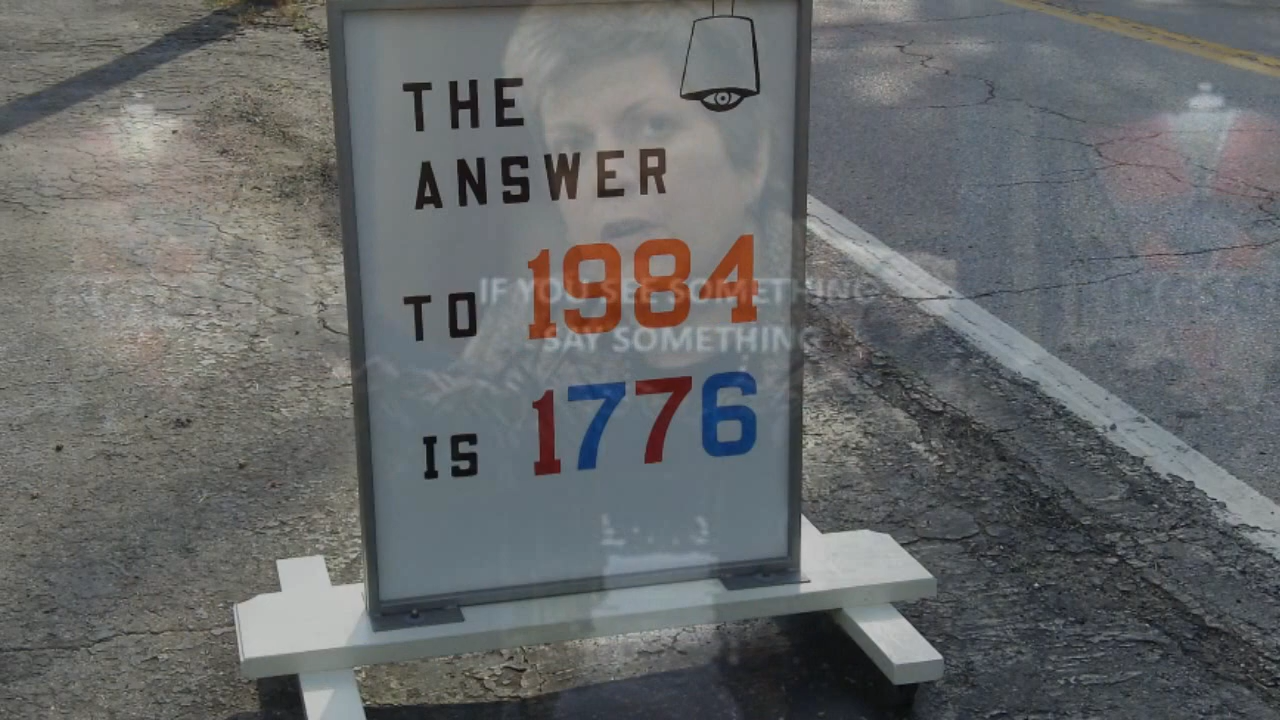 THE
ANSWER
TO 1984
IF YOU SEE SOMETHING
SAY SOMETHING
IS 1776